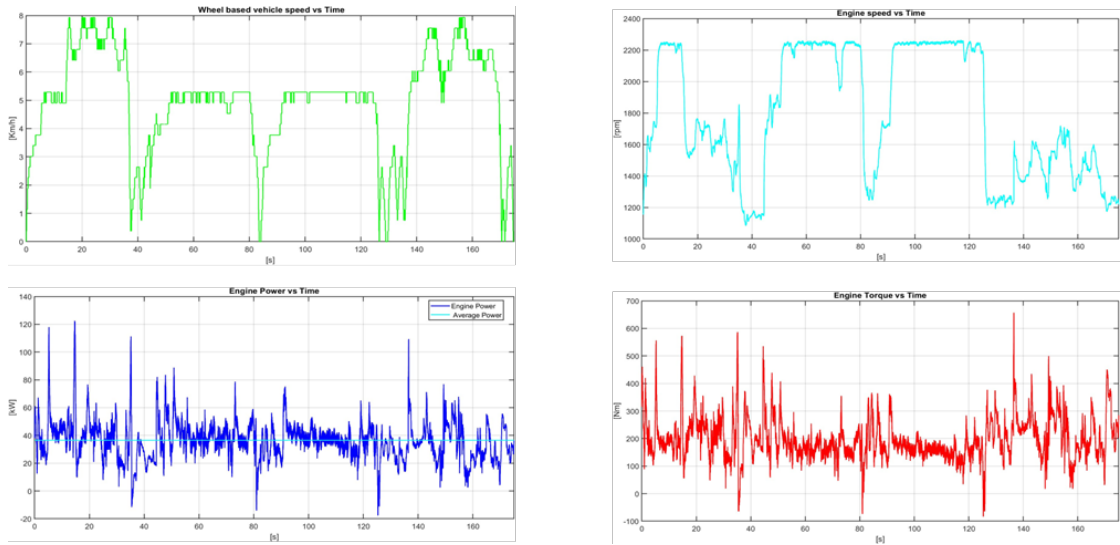 Wheel based vehicle speed vs Time
8
7
6
5
4
3
2
1
0
[Km/h]
0 20 40 60 80 100 120 140 160
[s]
Engine speed vs Time
2400
2200
2000
1800
1600
1400
1200
1000
[rpm]
0 20 40 60 80 100 120 140 160
[s]
Engine Power vs Time
140
120
100
80
60
40
20
0
-20
[kW]
Engine Power
Average Power
0 20 40 60 80 100 120 140 160
[s]
Engine Torque vs Time
700
600
500
400
300
200
100
0
-100
[Nm]
0 20 40 60 80 100 120 140 160
[s]